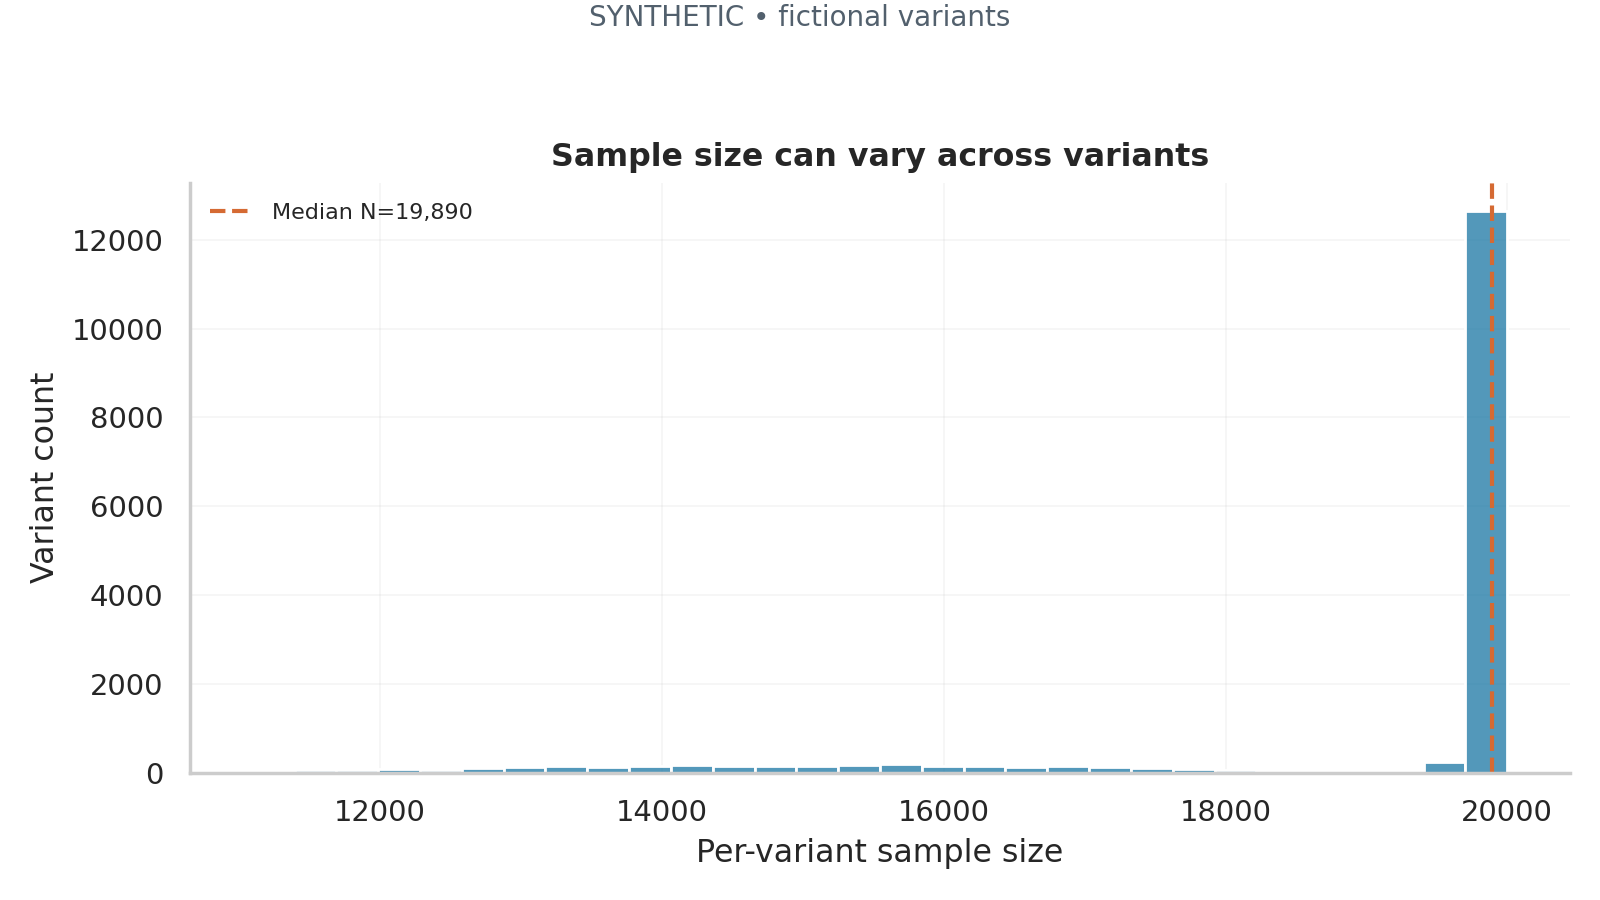 SYNTHETIC • fictional variants
Sample size can vary across variants
Median N=19,890
12000
10000
8000
6000
4000
2000
0
Variant count
12000 14000 16000 18000 20000
Per-variant sample size